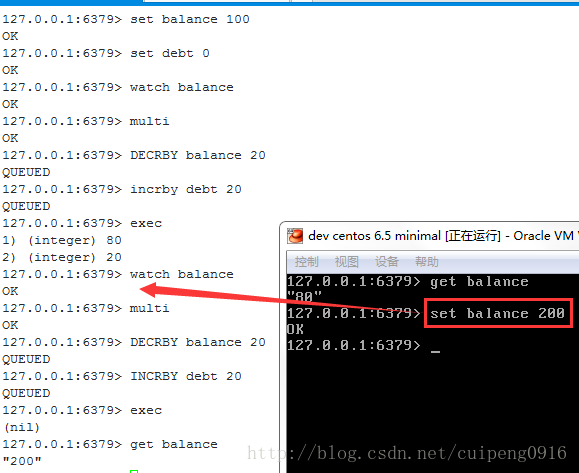 127.0.0.1:6379> set balance 100
OK
127.0.0.1:6379> set debt 0
OK
127.0.0.1:6379> watch balance
OK
127.0.0.1:6379> multi
OK
127.0.0.1:6379> DECRBY balance 20
QUEUED
127.0.0.1:6379> incrby debt 20
QUEUED
127.0.0.1:6379> exec
1) (integer) 80
2) (integer) 20
127.0.0.1:6379> watch balance
OK
127.0.0.1:6379> multi
OK
127.0.0.1:6379> DECRBY balance 20
QUEUED
127.0.0.1:6379> INCRBY debt 20
QUEUED
127.0.0.1:6379> exec
(nil)
127.0.0.1:6379> get balance
"200"
dev centos 6.5 minimal [正在运行] - Oracle VM
控制 视图 设备 帮助
127.0.0.1:6379> get balance
"80"
127.0.0.1:6379> set balance 200
OK
127.0.0.1:6379> _
http://blog.csdn.net/cuipeng0916